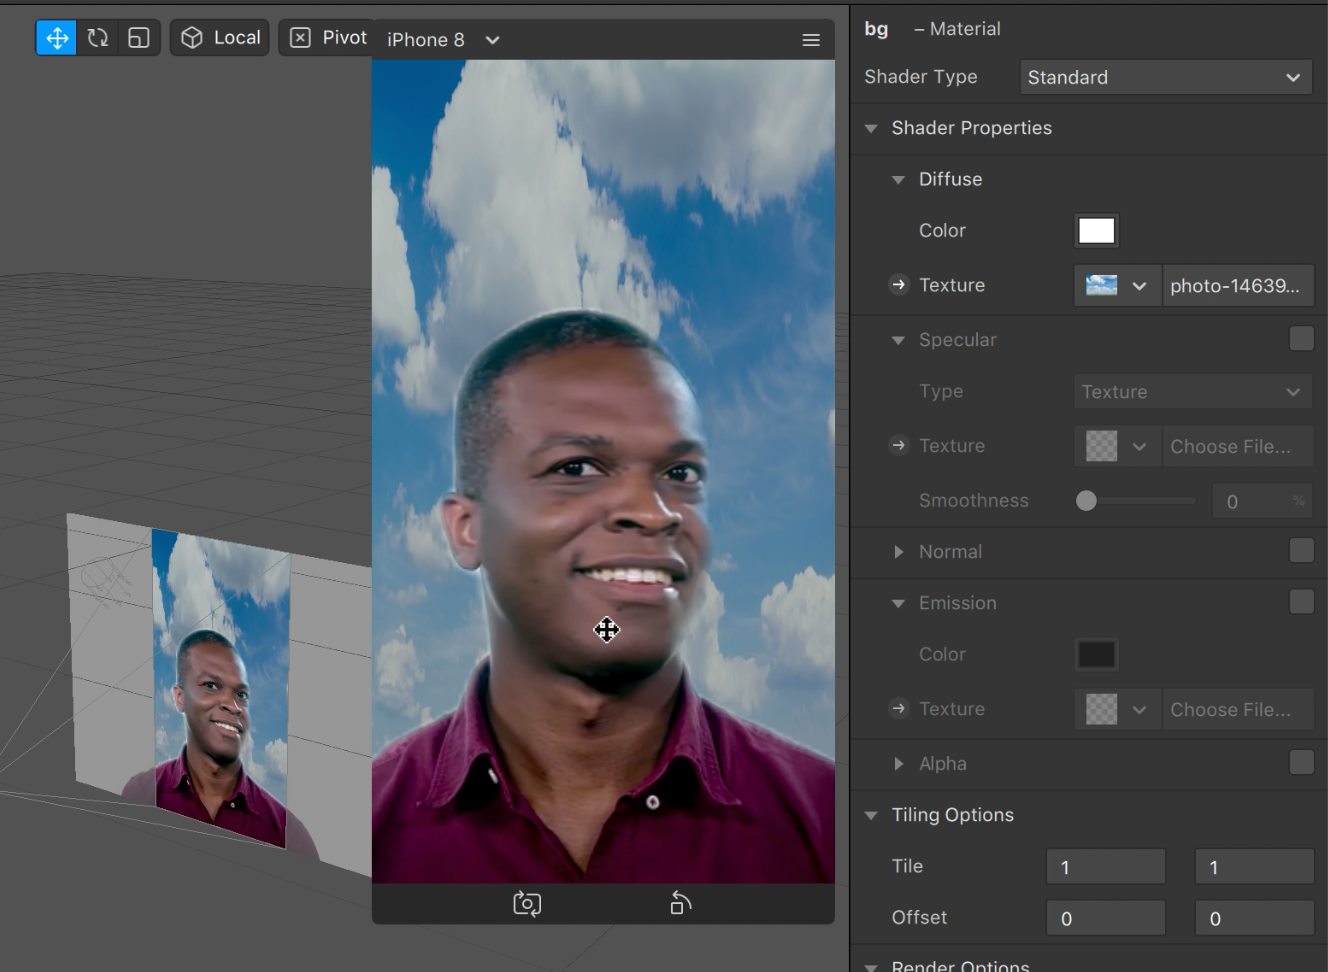 Local
Pivot
iPhone 8
bg – Material
Shader Type Standard
Shader Properties
Diffuse
Color
Texture photo-14639...
Specular
Type Texture
Texture Choose File...
Smoothness 0 %
Normal
Emission
Color
Texture Choose File...
Alpha
Tiling Options
Tile 1 1
Offset 0 0
Render Options